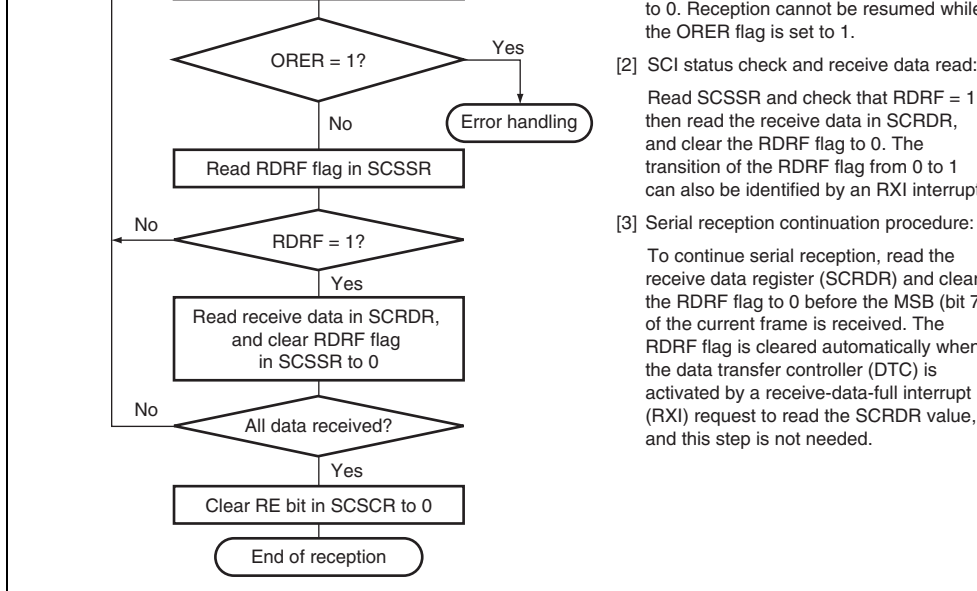 ORER = 1?
Yes
Error handling
No
Read RDRF flag in SCSSR
No
RDRF = 1?
Yes
Read receive data in SCRDR,
and clear RDRF flag
in SCSSR to 0
No
All data received?
Yes
Clear RE bit in SCSCR to 0
End of reception
to 0. Reception cannot be resumed while
the ORER flag is set to 1.
[2] SCI status check and receive data read:
Read SCSSR and check that RDRF = 1
then read the receive data in SCRDR,
and clear the RDRF flag to 0. The
transition of the RDRF flag from 0 to 1
can also be identified by an RXI interrupt
[3] Serial reception continuation procedure:
To continue serial reception, read the
receive data register (SCRDR) and clear
the RDRF flag to 0 before the MSB (bit 7
of the current frame is received. The
RDRF flag is cleared automatically when
the data transfer controller (DTC) is
activated by a receive-data-full interrupt
(RXI) request to read the SCRDR value,
and this step is not needed.